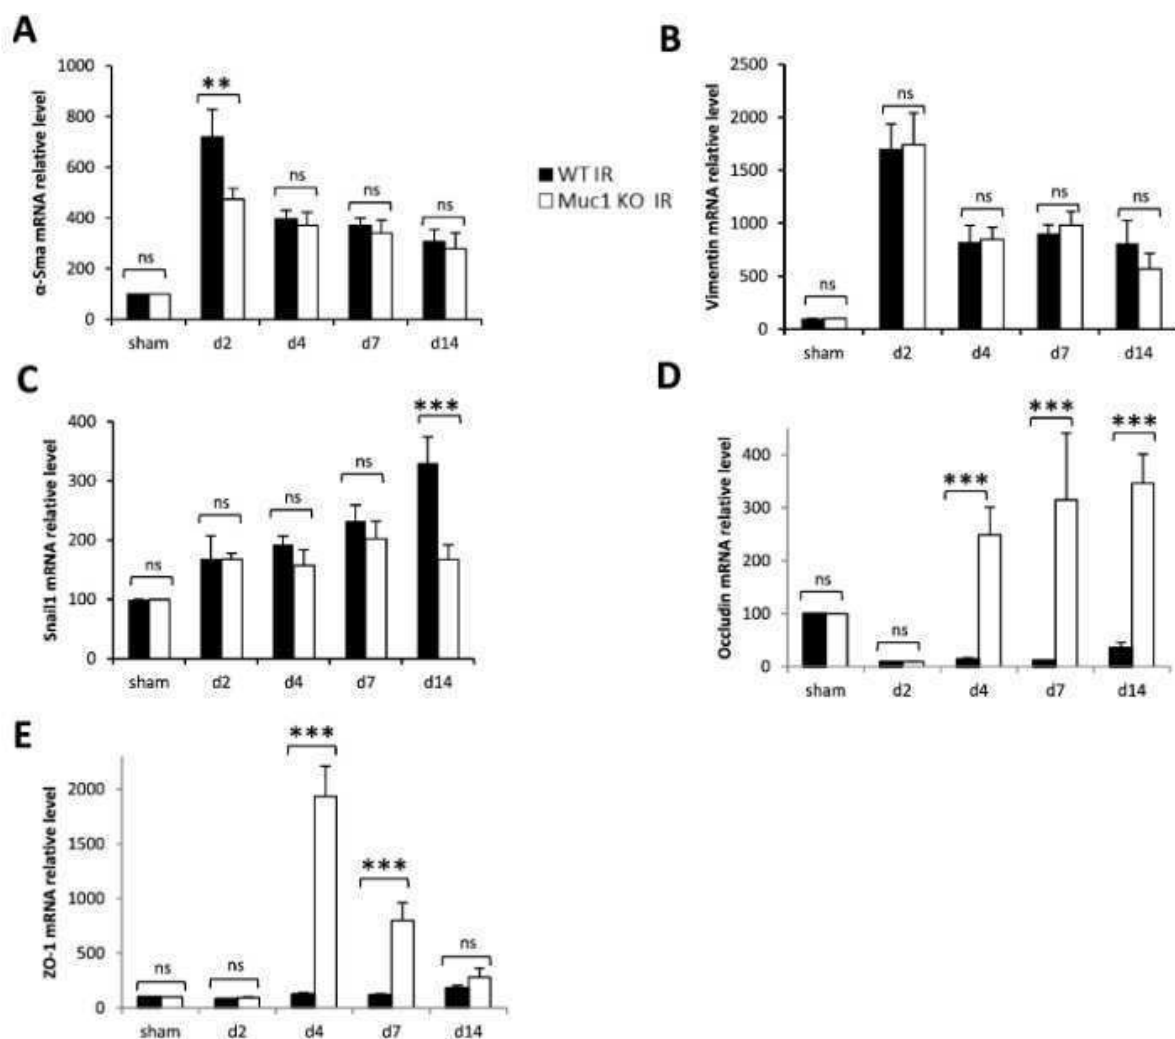 A
α-Sma mRNA relative level
1000
800
600
400
200
0
ns
**
ns
ns
ns
sham d2 d4 d7 d14
WT IR
Muc1 KO IR
B
Vimentin mRNA relative level
2500
2000
1500
1000
500
0
ns
ns
ns
ns
ns
sham d2 d4 d7 d14
C
Snail1 mRNA relative level
400
300
200
100
0
ns
ns
ns
ns
***
sham d2 d4 d7 d14
D
Occludin mRNA relative level
400
300
200
100
0
ns
ns
***
***
***
sham d2 d4 d7 d14
E
ZO-1 mRNA relative level
2000
1500
1000
500
0
ns
ns
***
***
ns
sham d2 d4 d7 d14